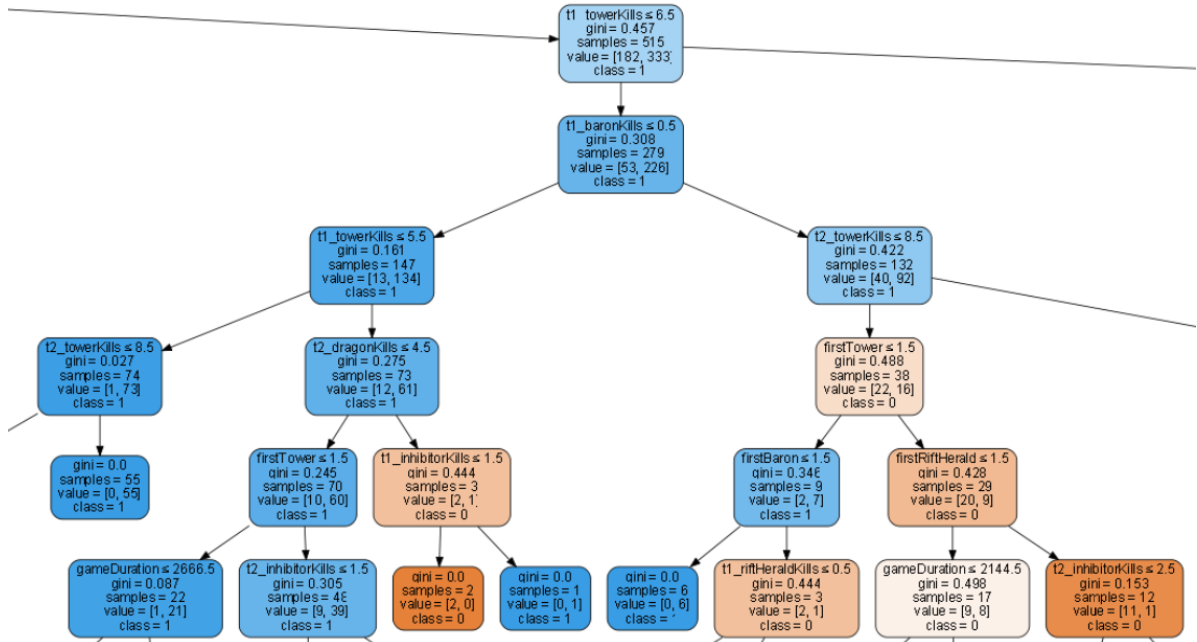 t1_towerKills ≤ 6.5
gini = 0.457
samples = 515
value = [182, 333]
class = 1
t1_baronKills ≤ 0.5
gini = 0.308
samples = 279
value = [53, 226]
class = 1
t1_towerKills ≤ 5.5
gini = 0.161
samples = 147
value = [13, 134]
class = 1
t2_towerKills ≤ 8.5
gini = 0.422
samples = 132
value = [40, 92]
class = 1
t2_towerKills ≤ 8.5
gini = 0.027
samples = 74
value = [1, 73]
class = 1
t2_dragonKills ≤ 4.5
gini = 0.275
samples = 73
value = [12, 61]
class = 1
firstTower ≤ 1.5
gini = 0.488
samples = 38
value = [22, 16]
class = 0
gini = 0.0
samples = 55
value = [0, 55]
class = 1
firstTower ≤ 1.5
gini = 0.245
samples = 70
value = [10, 60]
class = 1
t1_inhibitorKills ≤ 1.5
gini = 0.444
samples = 3
value = [2, 1]
class = 0
firstBaron ≤ 1.5
gini = 0.346
samples = 9
value = [2, 7]
class = 1
firstRiftHerald ≤ 1.5
gini = 0.428
samples = 29
value = [20, 9]
class = 0
gameDuration ≤ 2666.5
gini = 0.087
samples = 22
value = [1, 21]
class = 1
t2_inhibitorKills ≤ 1.5
gini = 0.305
samples = 48
value = [9, 39]
class = 1
gini = 0.0
samples = 2
value = [2, 0]
class = 0
gini = 0.0
samples = 1
value = [0, 1]
class = 1
gini = 0.0
samples = 6
value = [0, 6]
class =
t1_riftHeraldKills ≤ 0.5
gini = 0.444
samples = 3
value = [2, 1]
class = 0
gameDuration ≤ 2144.5
gini = 0.498
samples = 17
value = [9, 8]
class = 0
t2_inhibitorKills ≤ 2.5
gini = 0.153
samples = 12
value = [11, 1]
class = 0